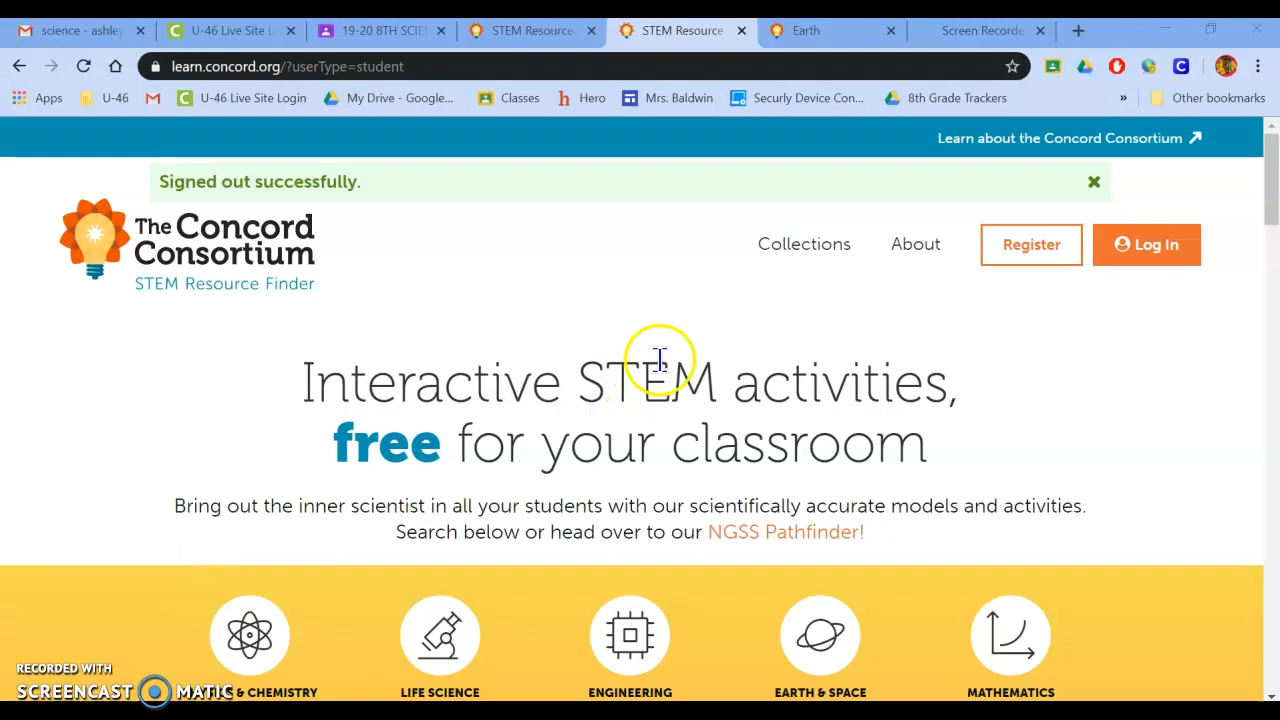 science - ashley
U-46 Live Site L
19-20 8TH SCIE
STEM Resource
STEM Resource
Earth
Screen Recorde
learn.concord.org/?userType=student
Apps
U-46
U-46 Live Site Login
My Drive - Google...
Classes
Hero
Mrs. Baldwin
Securly Device Con...
8th Grade Trackers
»
Other bookmarks
Learn about the Concord Consortium
Signed out successfully.
The Concord
Consortium
STEM Resource Finder
Collections
About
Register
Log In
Interactive STEM activities,
free for your classroom
Bring out the inner scientist in all your students with our scientifically accurate models and activities.
Search below or head over to our NGSS Pathfinder!
RECORDED WITH
SCREENCAST MATIC
& CHEMISTRY
LIFE SCIENCE
ENGINEERING
EARTH & SPACE
MATHEMATICS